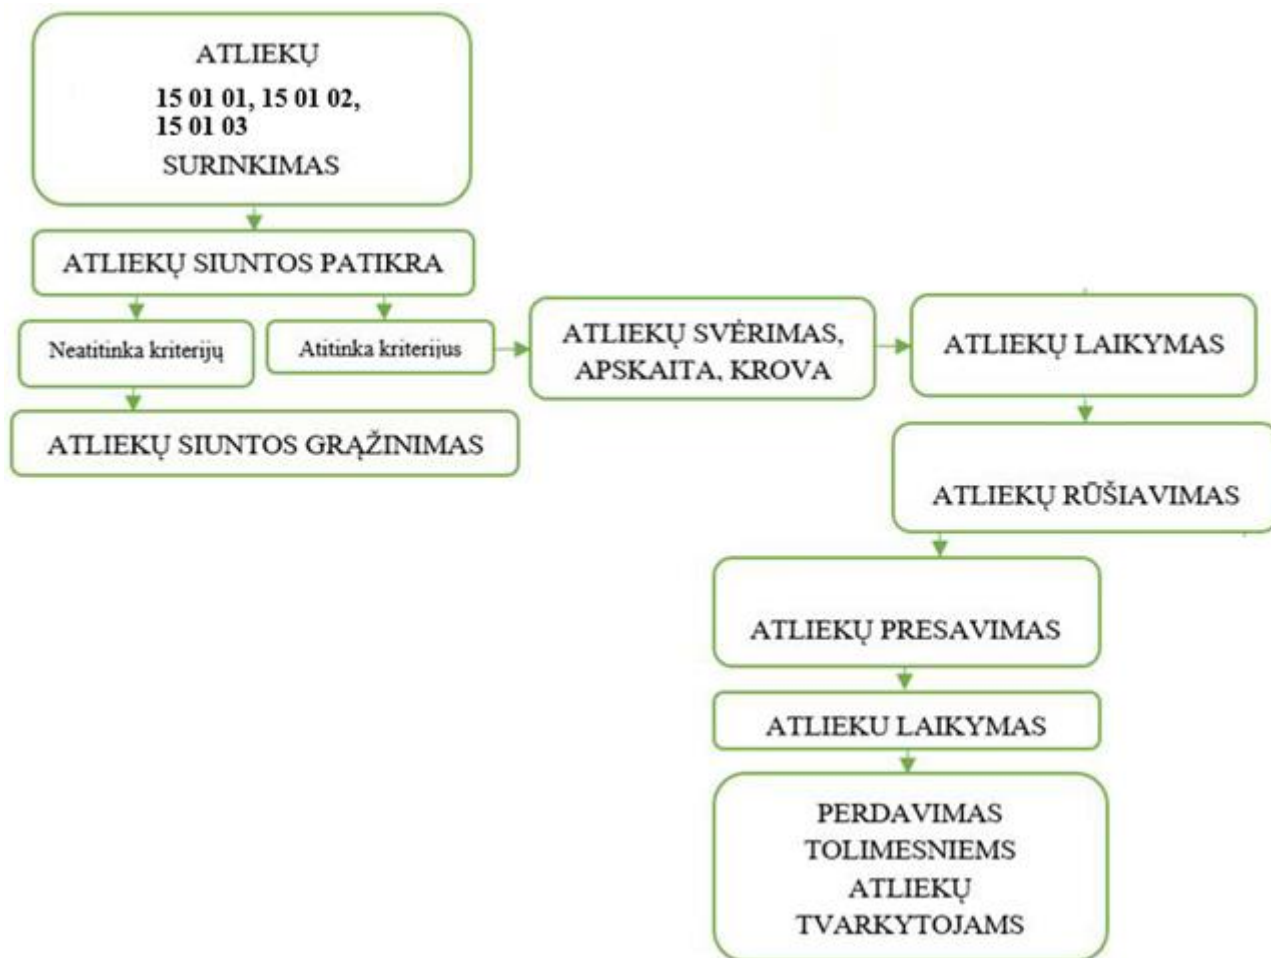 ATLIEKŲ
15 01 01, 15 01 02,
15 01 03
SURINKIMAS
ATLIEKŲ SIUNTOS PATIKRA
Neatitinka kriterijų
Atitinka kriterijus
ATLIEKŲ SIUNTOS GRĄŽINIMAS
ATLIEKŲ SVĖRIMAS,
APSKAITA, KROVA
ATLIEKŲ LAIKYMAS
ATLIEKŲ RŪŠIAVIMAS
ATLIEKŲ PRESAVIMAS
ATLIEKU LAIKYMAS
PERDAVIMAS
TOLIMESNIEMS
ATLIEKŲ
TVARKYTOJAMS